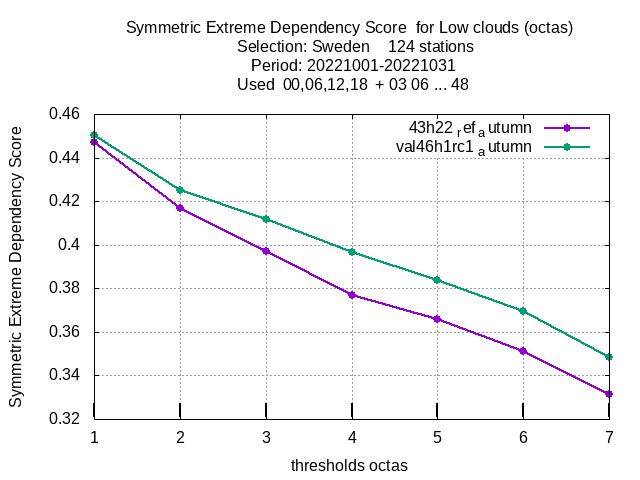 Symmetric Extreme Dependency Score for Low clouds (octas)
Selection: Sweden 124 stations
Period: 20221001-20221031
Used 00,06,12,18 + 03 06 ... 48
43h22 refa utumn
val46h1rc1 a utumn
Symmetric Extreme Dependency Score
0.46
0.44
0.42
0.4
0.38
0.36
0.34
0.32
1 2 3 4 5 6 7
thresholds octas